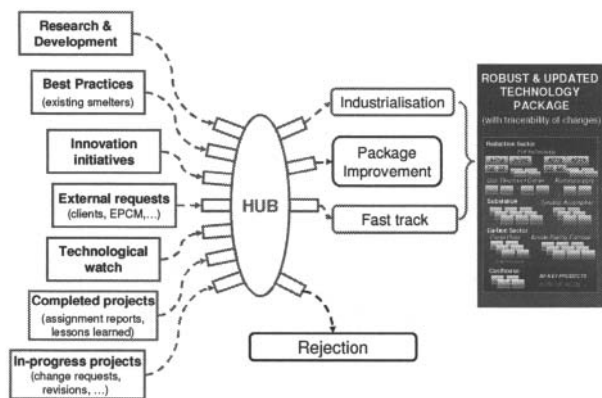 Research &
Development
Best Practices
(existing smelters)
Innovation
initiatives
External requests
(clients, EPCM,...)
Technological
watch
Completed projects
(assignment reports,
lessons learned)
In-progress projects
(change requests,
revisions, ...)
HUB
Industrialisation
Package
Improvement
Fast track
Rejection
ROBUST & UPDATED
TECHNOLOGY
PACKAGE
(with traceability of changes)
Reduction Sector
Substation
Carbon Sector
Casthouse